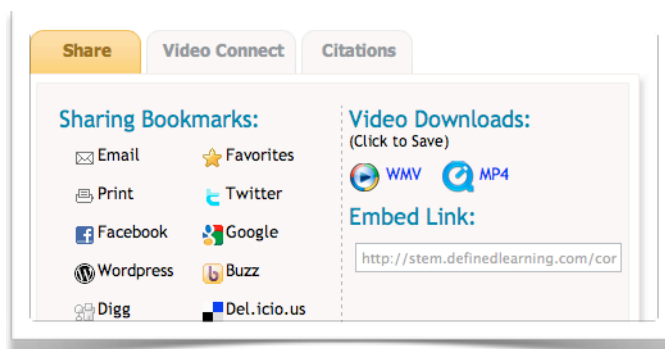 Share Video Connect Citations
Sharing Bookmarks:
Email Favorites
Print Twitter
Facebook Google
Wordpress Buzz
Digg Del.icio.us
Video Downloads:
(Click to Save)
WMV MP4
Embed Link:
http://stem.definedlearning.com/cor